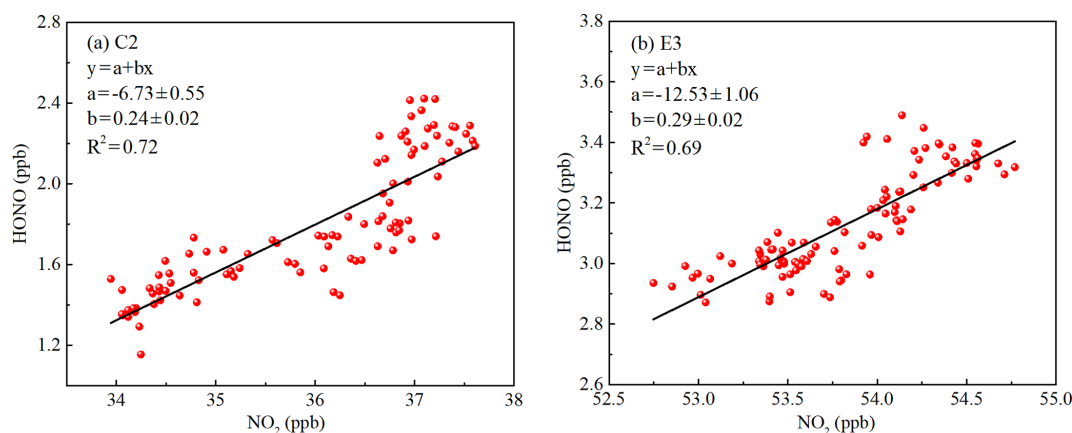 (a) C2
y=a+bx
a=-6.73±0.55
b=0.24±0.02
R²=0.72
2.8
2.4
2.0
1.6
1.2
HONO (ppb)
34 35 36 37 38
NO₂ (ppb)
(b) E3
y=a+bx
a=-12.53±1.06
b=0.29±0.02
R²=0.69
3.8
3.6
3.4
3.2
3.0
2.8
2.6
HONO (ppb)
52.5 53.0 53.5 54.0 54.5 55.0
NO₂ (ppb)